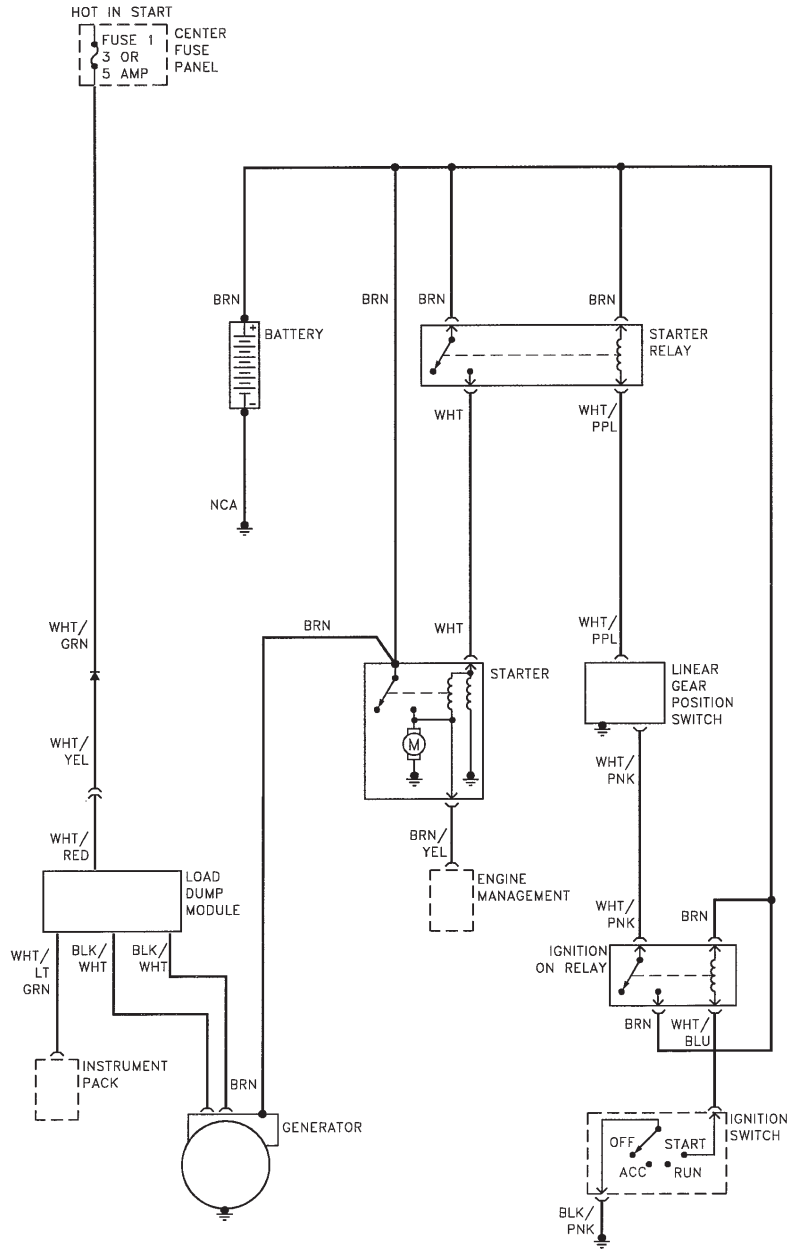 HOT IN START
FUSE 1
3 OR
5 AMP
CENTER
FUSE
PANEL
BRN
BATTERY
+
-
BRN
BRN
BRN
STARTER
RELAY
WHT
WHT/
PPL
NCA
WHT/
GRN
BRN
WHT
WHT/
PPL
STARTER
M
LINEAR
GEAR
POSITION
SWITCH
WHT/
YEL
WHT/
PNK
WHT/
RED
BRN/
YEL
LOAD
DUMP
MODULE
ENGINE
MANAGEMENT
WHT/
PNK
BRN
WHT/
LT
GRN
BLK/
WHT
BLK/
WHT
IGNITION
ON RELAY
BRN
WHT/
BLU
INSTRUMENT
PACK
BRN
GENERATOR
IGNITION
SWITCH
OFF
START
ACC
RUN
BLK/
PNK